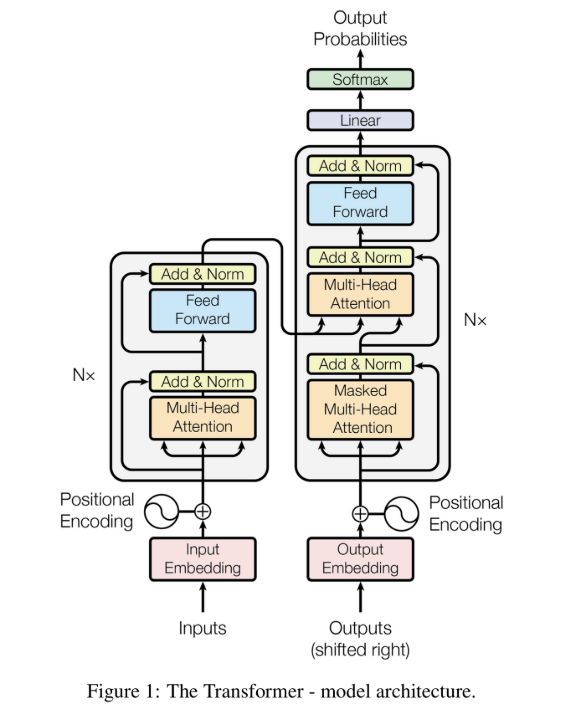 Output
Probabilities
Softmax
Linear
Add & Norm
Feed
Forward
Add & Norm
Multi-Head
Attention
Add & Norm
Masked
Multi-Head
Attention
Nx
Add & Norm
Feed
Forward
Nx
Add & Norm
Multi-Head
Attention
Positional
Encoding
Positional
Encoding
Input
Embedding
Output
Embedding
Inputs
Outputs
(shifted right)
Figure 1: The Transformer - model architecture.